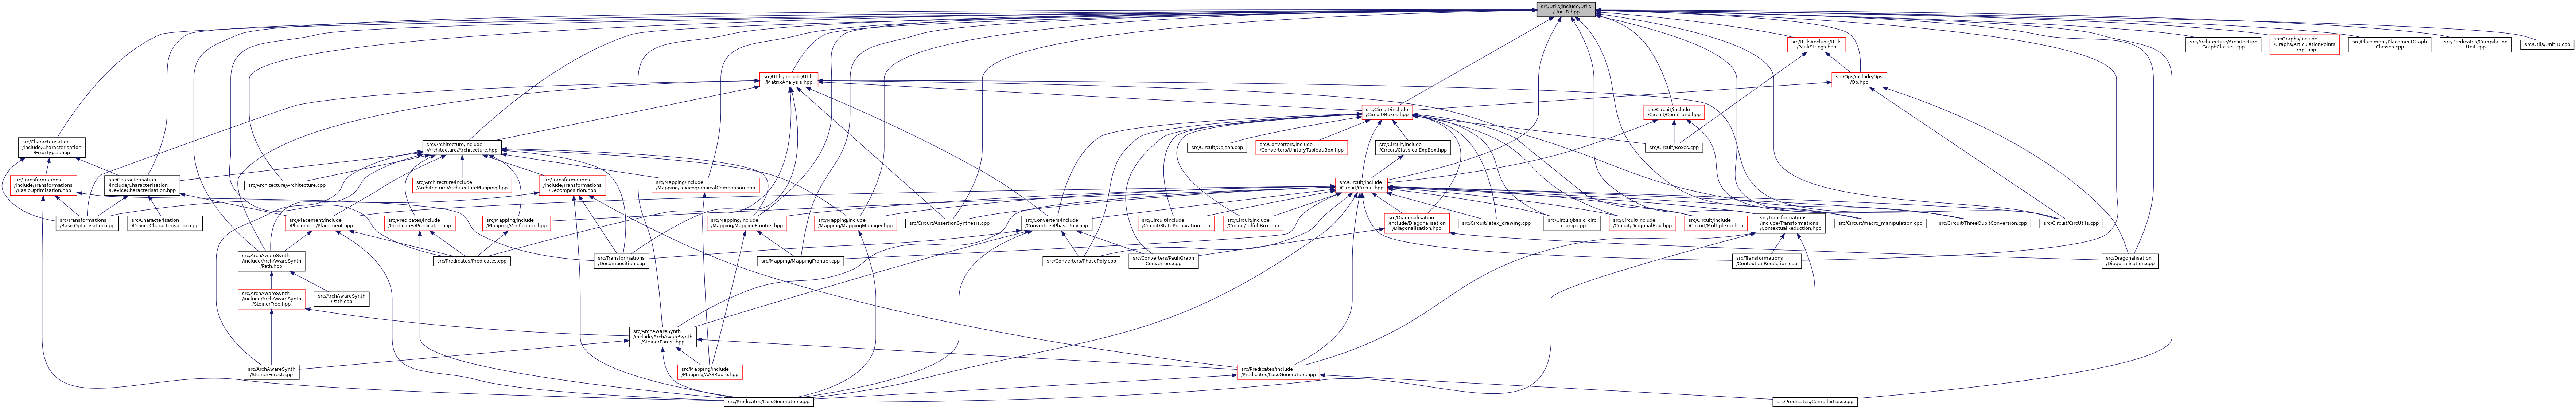 src/Utils/include/Utils
/UnitID.hpp
src/Utils/include/Utils
/PauliStrings.hpp
src/Architecture/Architecture
GraphClasses.cpp
src/Graphs/include
/Graphs/ArticulationPoints
_impl.hpp
src/Placement/PlacementGraph
Classes.cpp
src/Predicates/Compilation
Unit.cpp
src/Utils/UnitID.cpp
src/Utils/include/Utils
/MatrixAnalysis.hpp
src/Ops/include/Ops
/Op.hpp
src/Circuit/include
/Circuit/Boxes.hpp
src/Circuit/include
/Circuit/Command.hpp
src/Characterisation
/include/Characterisation
/ErrorTypes.hpp
src/Architecture/include
/Architecture/Architecture.hpp
src/Circuit/OpJson.cpp
src/Converters/include
/Converters/UnitaryTableauBox.hpp
src/Circuit/include
/Circuit/ClassicalExpBox.hpp
src/Circuit/Boxes.cpp
src/Transformations
/include/Transformations
/BasicOptimisation.hpp
src/Characterisation
/include/Characterisation
/DeviceCharacterisation.hpp
src/Architecture/Architecture.cpp
src/Architecture/include
/Architecture/ArchitectureMapping.hpp
src/Transformations
/include/Transformations
/Decomposition.hpp
src/Mapping/include
/Mapping/LexicographicalComparison.hpp
src/Circuit/include
/Circuit/Circuit.hpp
src/Transformations
/BasicOptimisation.cpp
src/Characterisation
/DeviceCharacterisation.cpp
src/Placement/include
/Placement/Placement.hpp
src/Predicates/include
/Predicates/Predicates.hpp
src/Mapping/include
/Mapping/Verification.hpp
src/Mapping/include
/Mapping/MappingFrontier.hpp
src/Mapping/include
/Mapping/MappingManager.hpp
src/Circuit/AssertionSynthesis.cpp
src/Converters/include
/Converters/PhasePoly.hpp
src/Circuit/include
/Circuit/StatePreparation.hpp
src/Circuit/include
/Circuit/ToffoliBox.hpp
src/Diagonalisation
/include/Diagonalisation
/Diagonalisation.hpp
src/Circuit/latex_drawing.cpp
src/Circuit/basic_circ
_manip.cpp
src/Circuit/include
/Circuit/DiagonalBox.hpp
src/Circuit/include
/Circuit/Multiplexor.hpp
src/Transformations
/include/Transformations
/ContextualReduction.hpp
src/Circuit/macro_manipulation.cpp
src/Circuit/ThreeQubitConversion.cpp
src/Circuit/CircUtils.cpp
src/ArchAwareSynth
/include/ArchAwareSynth
/Path.hpp
src/Predicates/Predicates.cpp
src/Transformations
/Decomposition.cpp
src/Mapping/MappingFrontier.cpp
src/Converters/PhasePoly.cpp
src/Converters/PauliGraph
Converters.cpp
src/Transformations
/ContextualReduction.cpp
src/Diagonalisation
/Diagonalisation.cpp
src/ArchAwareSynth
/include/ArchAwareSynth
/SteinerTree.hpp
src/ArchAwareSynth
/Path.cpp
src/ArchAwareSynth
/include/ArchAwareSynth
/SteinerForest.hpp
src/ArchAwareSynth
/SteinerForest.cpp
src/Mapping/include
/Mapping/AASRoute.hpp
src/Predicates/include
/Predicates/PassGenerators.hpp
src/Predicates/PassGenerators.cpp
src/Predicates/CompilerPass.cpp